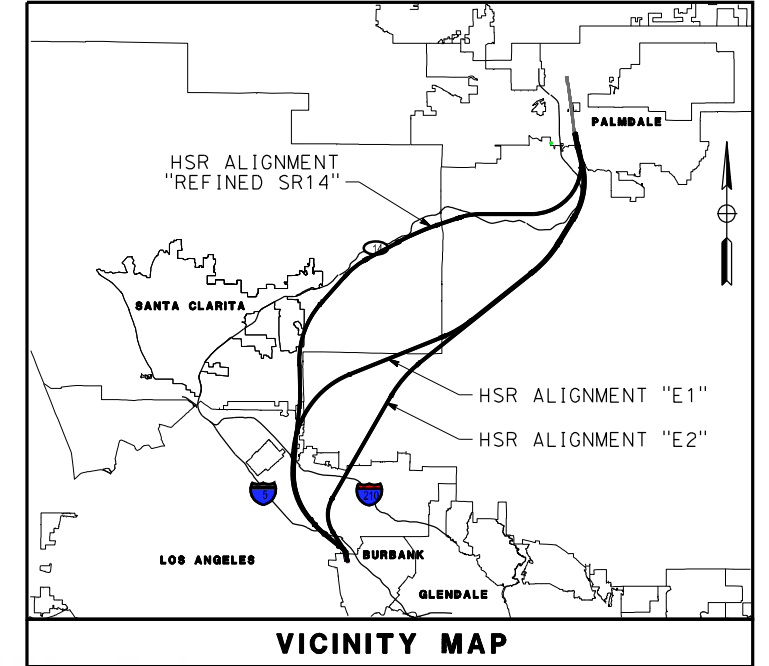 PALMDALE
HSR ALIGNMENT
"REFINED SR14"
14
SANTA CLARITA
HSR ALIGNMENT "E1"
HSR ALIGNMENT "E2"
5
210
LOS ANGELES
BURBANK
GLENDALE
VICINITY MAP